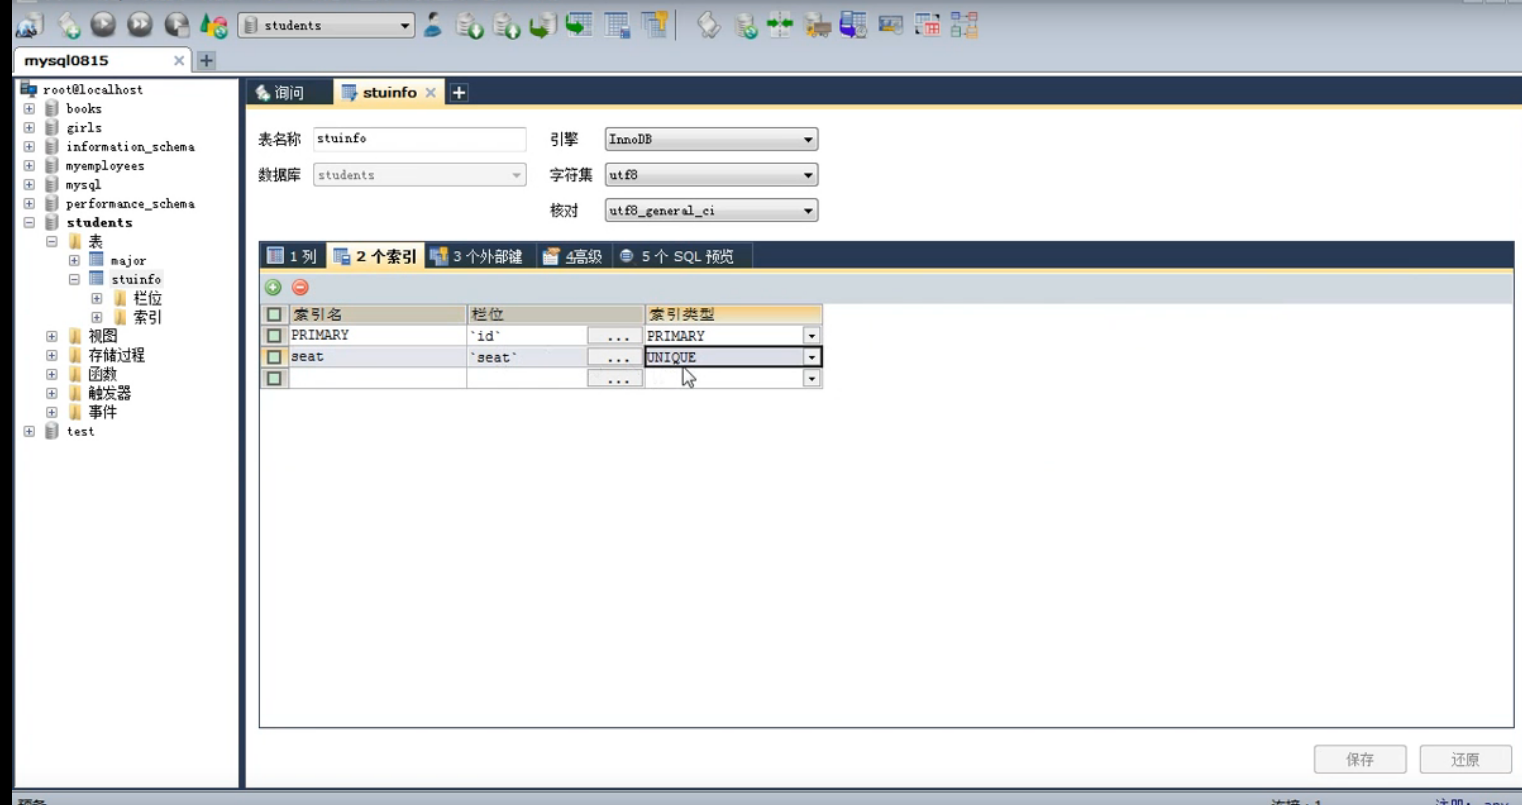 students
mysql0815
root@localhost
books
girls
information_schema
myemployees
mysql
performance_schema
students
表
major
stuinfo
栏位
索引
视图
存储过程
函数
触发器
事件
test
询问
stuinfo
表名称 stuinfo 引擎 InnoDB
数据库 students 字符集 utf8
核对 utf8_general_ci
1 列 2 个索引 3 个外部键 4高级 5 个 SQL 预览
索引名 栏位 索引类型
PRIMARY `id` ... PRIMARY
seat `seat` ... UNIQUE
...
保存 还原